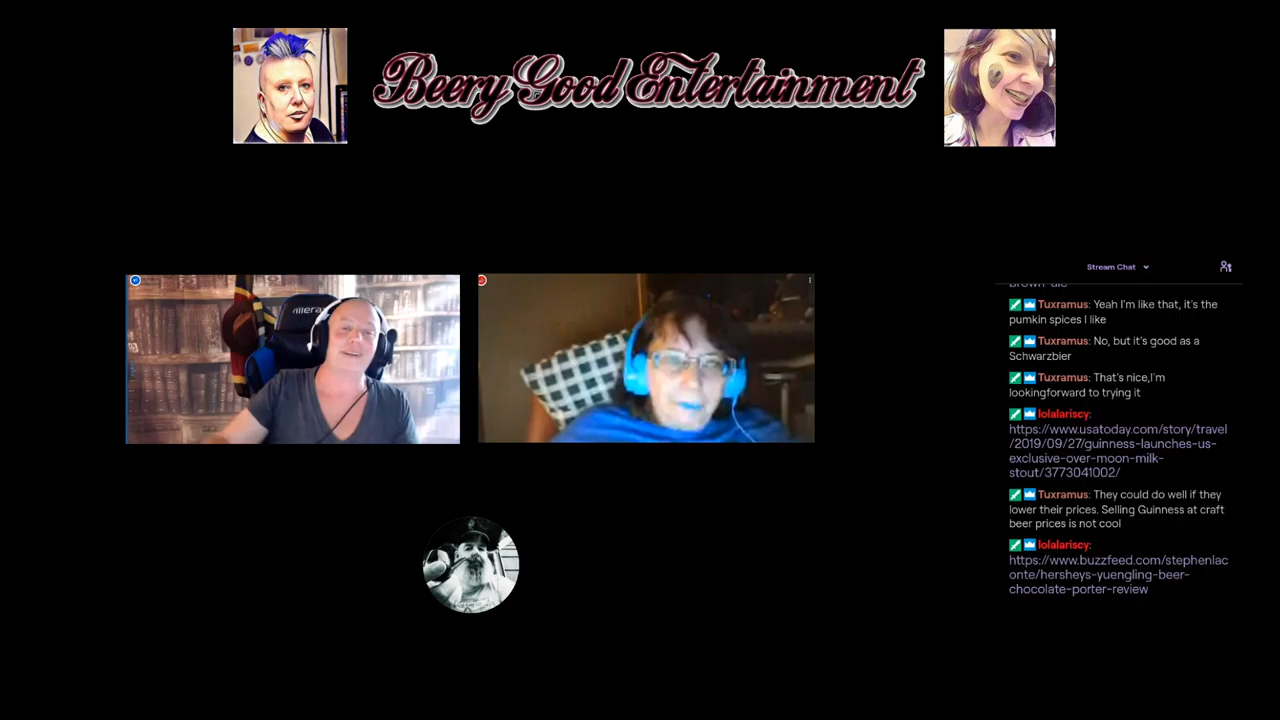 Beery Good Entertainment
Stream Chat
Brown-ale
Tuxramus: Yeah I'm like that, it's the
pumkin spices I like
Tuxramus: No, but it's good as a
Schwarzbier
Tuxramus: That's nice,I'm
lookingforward to trying it
lolalariscy:
https://www.usatoday.com/story/travel
/2019/09/27/guinness-launches-us-
exclusive-over-moon-milk-
stout/3773041002/
Tuxramus: They could do well if they
lower their prices. Selling Guinness at craft
beer prices is not cool
lolalariscy:
https://www.buzzfeed.com/stephenlac
onte/hersheys-yuengling-beer-
chocolate-porter-review